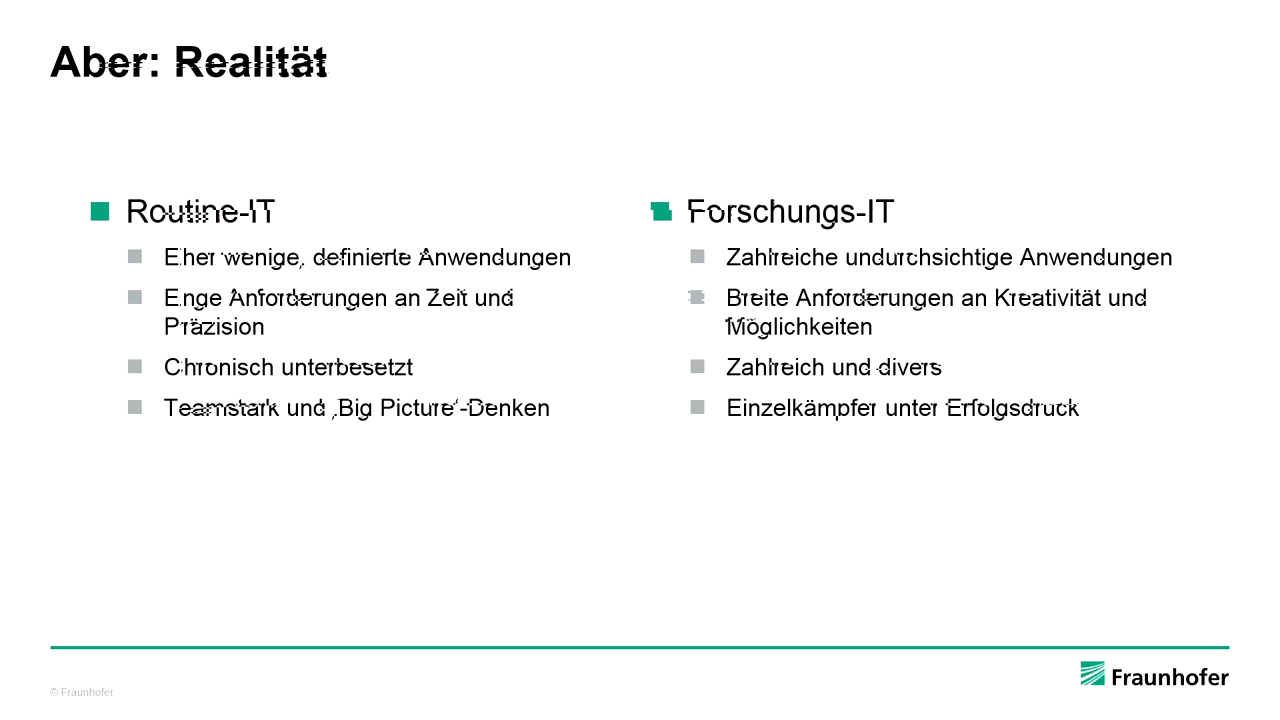 Aber: Realität
Routine-IT
Eher wenige, definierte Anwendungen
Enge Anforderungen an Zeit und
Präzision
Chronisch unterbesetzt
Teamstark und ‚Big Picture‘-Denken
Forschungs-IT
Zahlreiche undurchsichtige Anwendungen
Breite Anforderungen an Kreativität und
Möglichkeiten
Zahlreich und divers
Einzelkämpfer unter Erfolgsdruck
© Fraunhofer
Fraunhofer